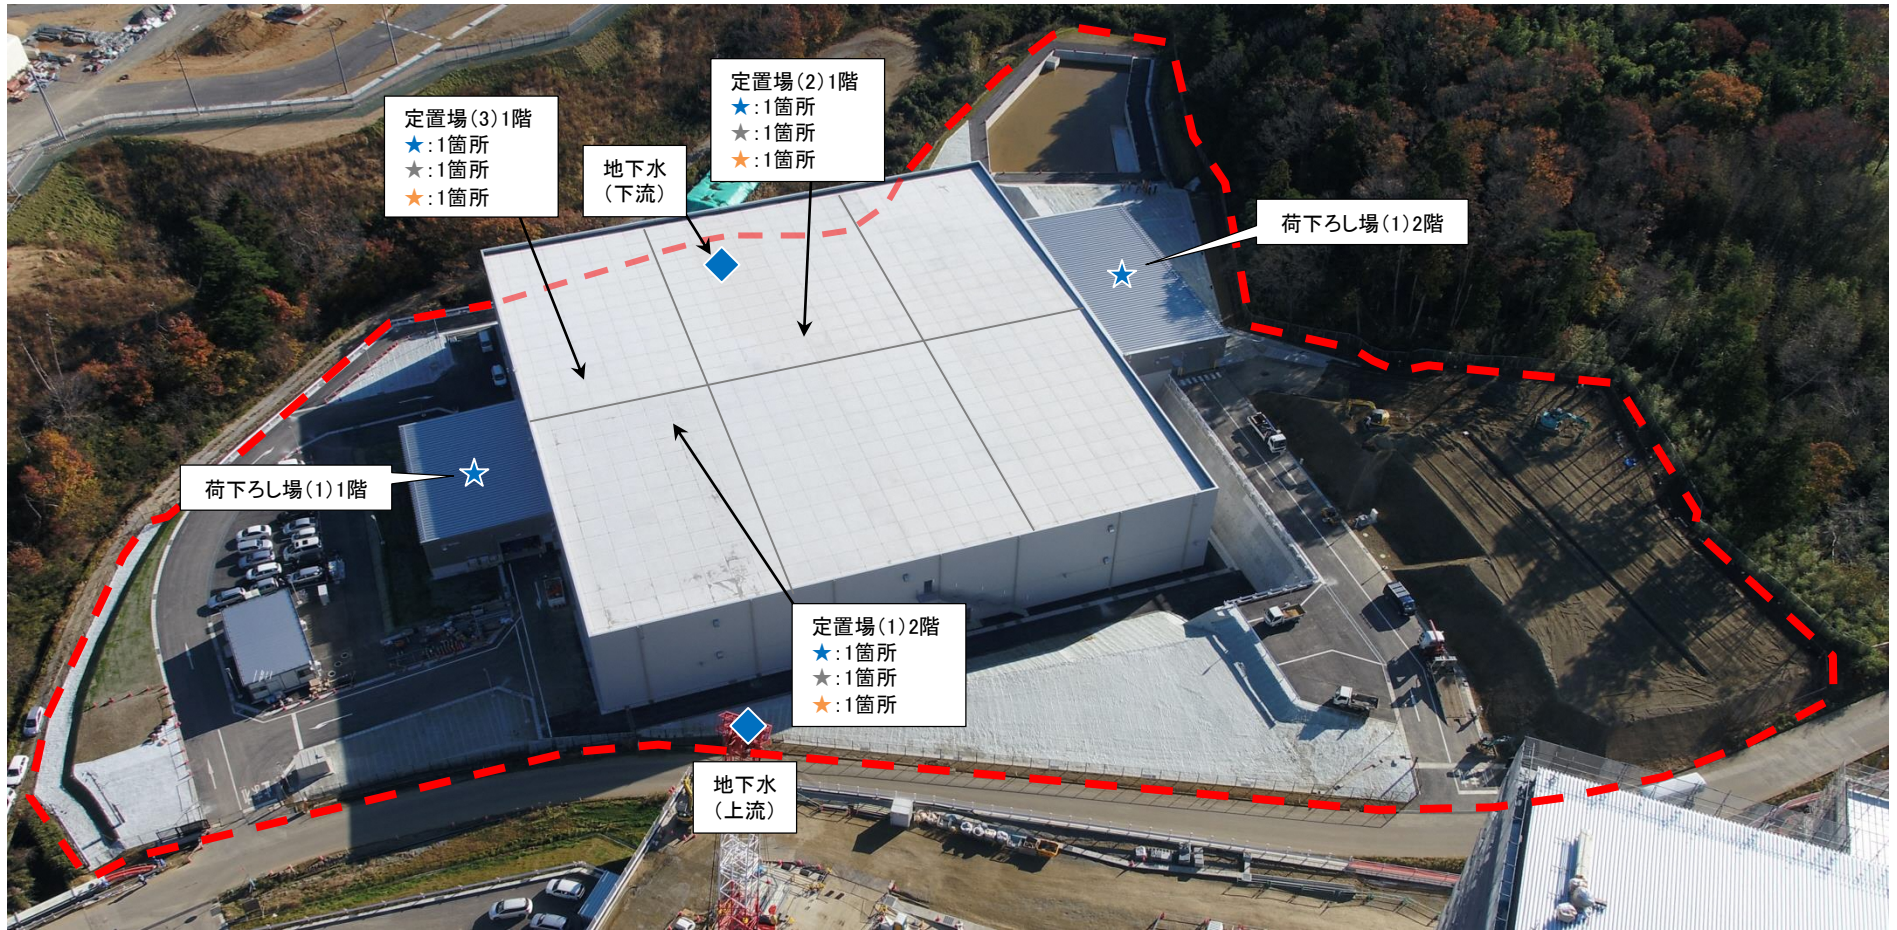 定置場(2)1階
★:1箇所
★:1箇所
★:1箇所
定置場(3)1階
★:1箇所
★:1箇所
★:1箇所
地下水
(下流)
荷下ろし場(1)2階
荷下ろし場(1)1階
定置場(1)2階
★:1箇所
★:1箇所
★:1箇所
地下水
(上流)